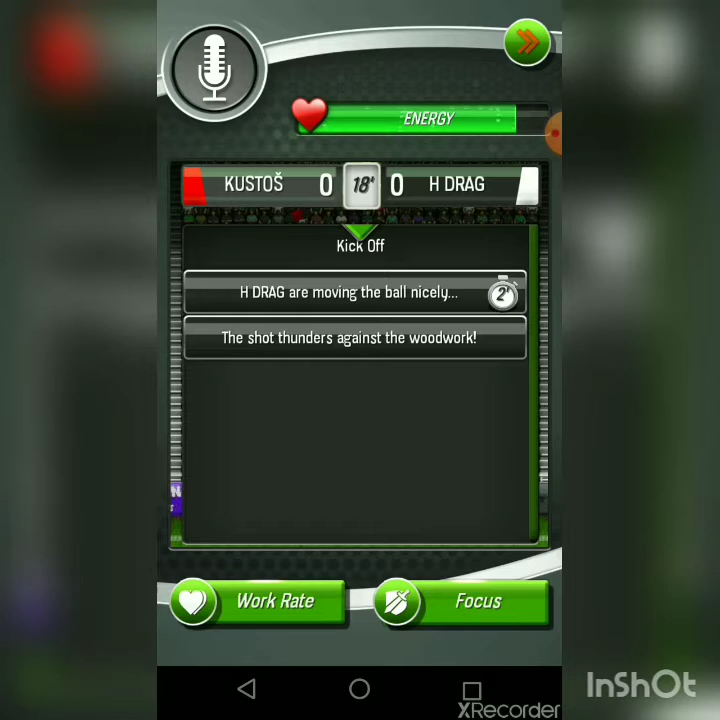 ENERGY
KUSTOŠ 0 18' 0 H DRAG
Kick Off
H DRAG are moving the ball nicely... 2'
The shot thunders against the woodwork!
Work Rate Focus
InShOt
XRecorder